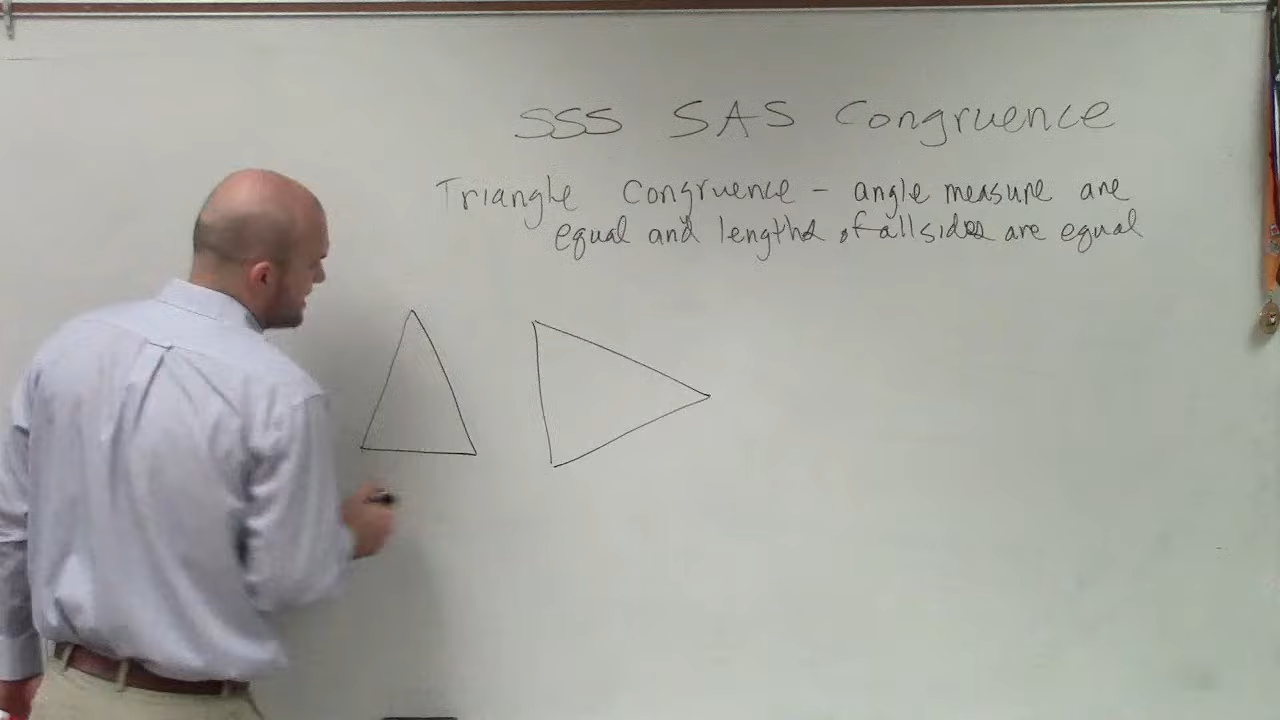 SSS SAS Congruence
Triangle Congruence - angle measure are
equal and lengths of all sides are equal